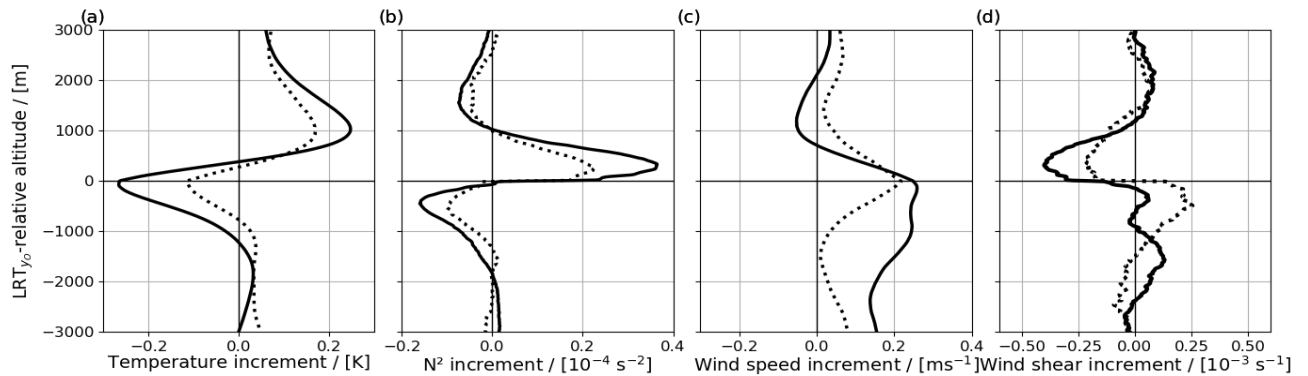 (a) (b) (c) (d)
3000
2000
1000
0
−1000
−2000
−3000
LRT_{y_o}-relative altitude / [m]
−0.2 0.0 0.2
−0.2 0.0 0.2 0.4
−0.2 0.0 0.2 0.4
−0.50 −0.25 0.00 0.25 0.50
Temperature increment / [K]
N² increment / [10⁻⁴ s⁻²]
Wind speed increment / [ms⁻¹]
Wind shear increment / [10⁻³ s⁻¹]